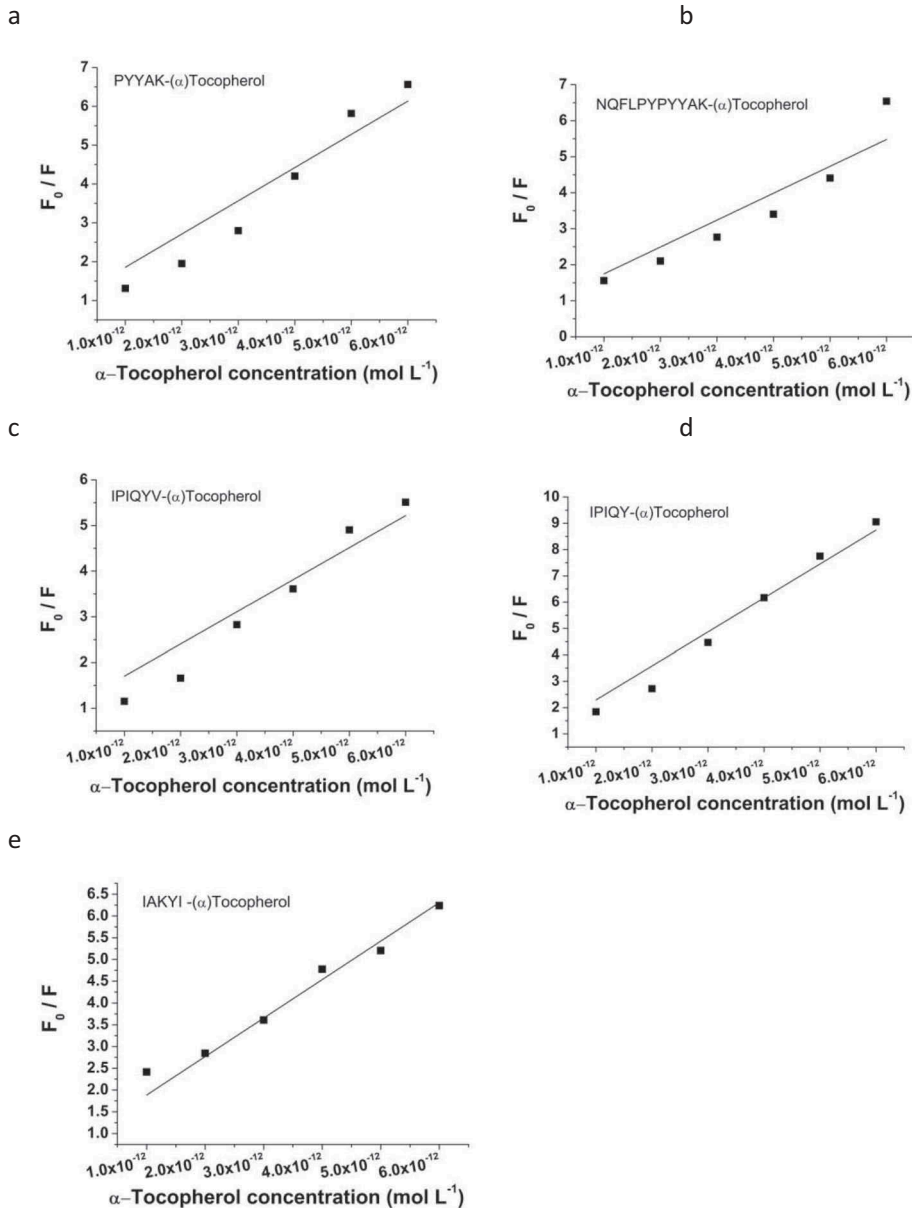 a
b
PYYAK-(α)Tocopherol
F₀ / F
7
6
5
4
3
2
1
1.0x10⁻¹² 2.0x10⁻¹² 3.0x10⁻¹² 4.0x10⁻¹² 5.0x10⁻¹² 6.0x10⁻¹²
α−Tocopherol concentration (mol L⁻¹)
NQFLPYPYYAK-(α)Tocopherol
F₀ / F
7
6
5
4
3
2
1
0
1.0x10⁻¹² 2.0x10⁻¹² 3.0x10⁻¹² 4.0x10⁻¹² 5.0x10⁻¹² 6.0x10⁻¹²
α−Tocopherol concentration (mol L⁻¹)
c
d
IPIQYV-(α)Tocopherol
F₀ / F
6
5
4
3
2
1
1.0x10⁻¹² 2.0x10⁻¹² 3.0x10⁻¹² 4.0x10⁻¹² 5.0x10⁻¹² 6.0x10⁻¹²
α−Tocopherol concentration (mol L⁻¹)
IPIQY-(α)Tocopherol
F₀ / F
10
9
8
7
6
5
4
3
2
1
1.0x10⁻¹² 2.0x10⁻¹² 3.0x10⁻¹² 4.0x10⁻¹² 5.0x10⁻¹² 6.0x10⁻¹²
α−Tocopherol concentration (mol L⁻¹)
e
IAKYI -(α)Tocopherol
F₀ / F
6.5
6.0
5.5
5.0
4.5
4.0
3.5
3.0
2.5
2.0
1.5
1.0
1.0x10⁻¹² 2.0x10⁻¹² 3.0x10⁻¹² 4.0x10⁻¹² 5.0x10⁻¹² 6.0x10⁻¹²
α−Tocopherol concentration (mol L⁻¹)